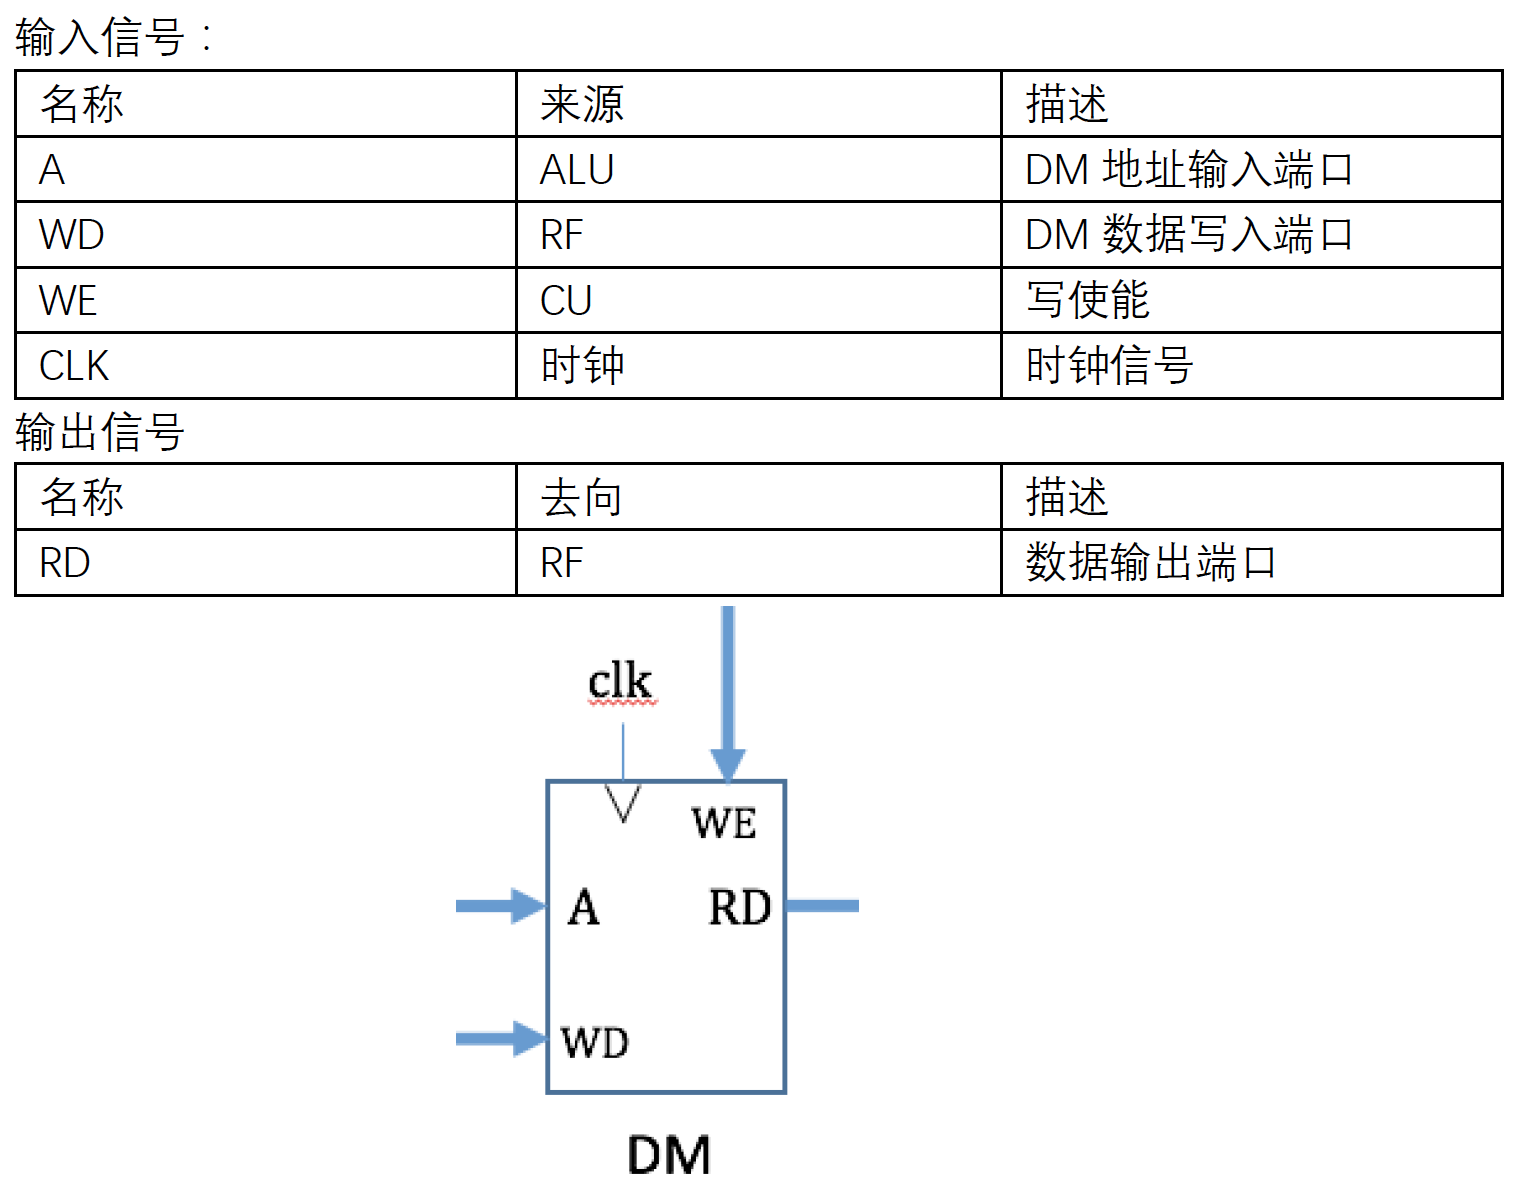 输入信号：
名称 来源 描述
A ALU DM 地址输入端口
WD RF DM 数据写入端口
WE CU 写使能
CLK 时钟 时钟信号
输出信号
名称 去向 描述
RD RF 数据输出端口
clk
WE
A RD
WD
DM